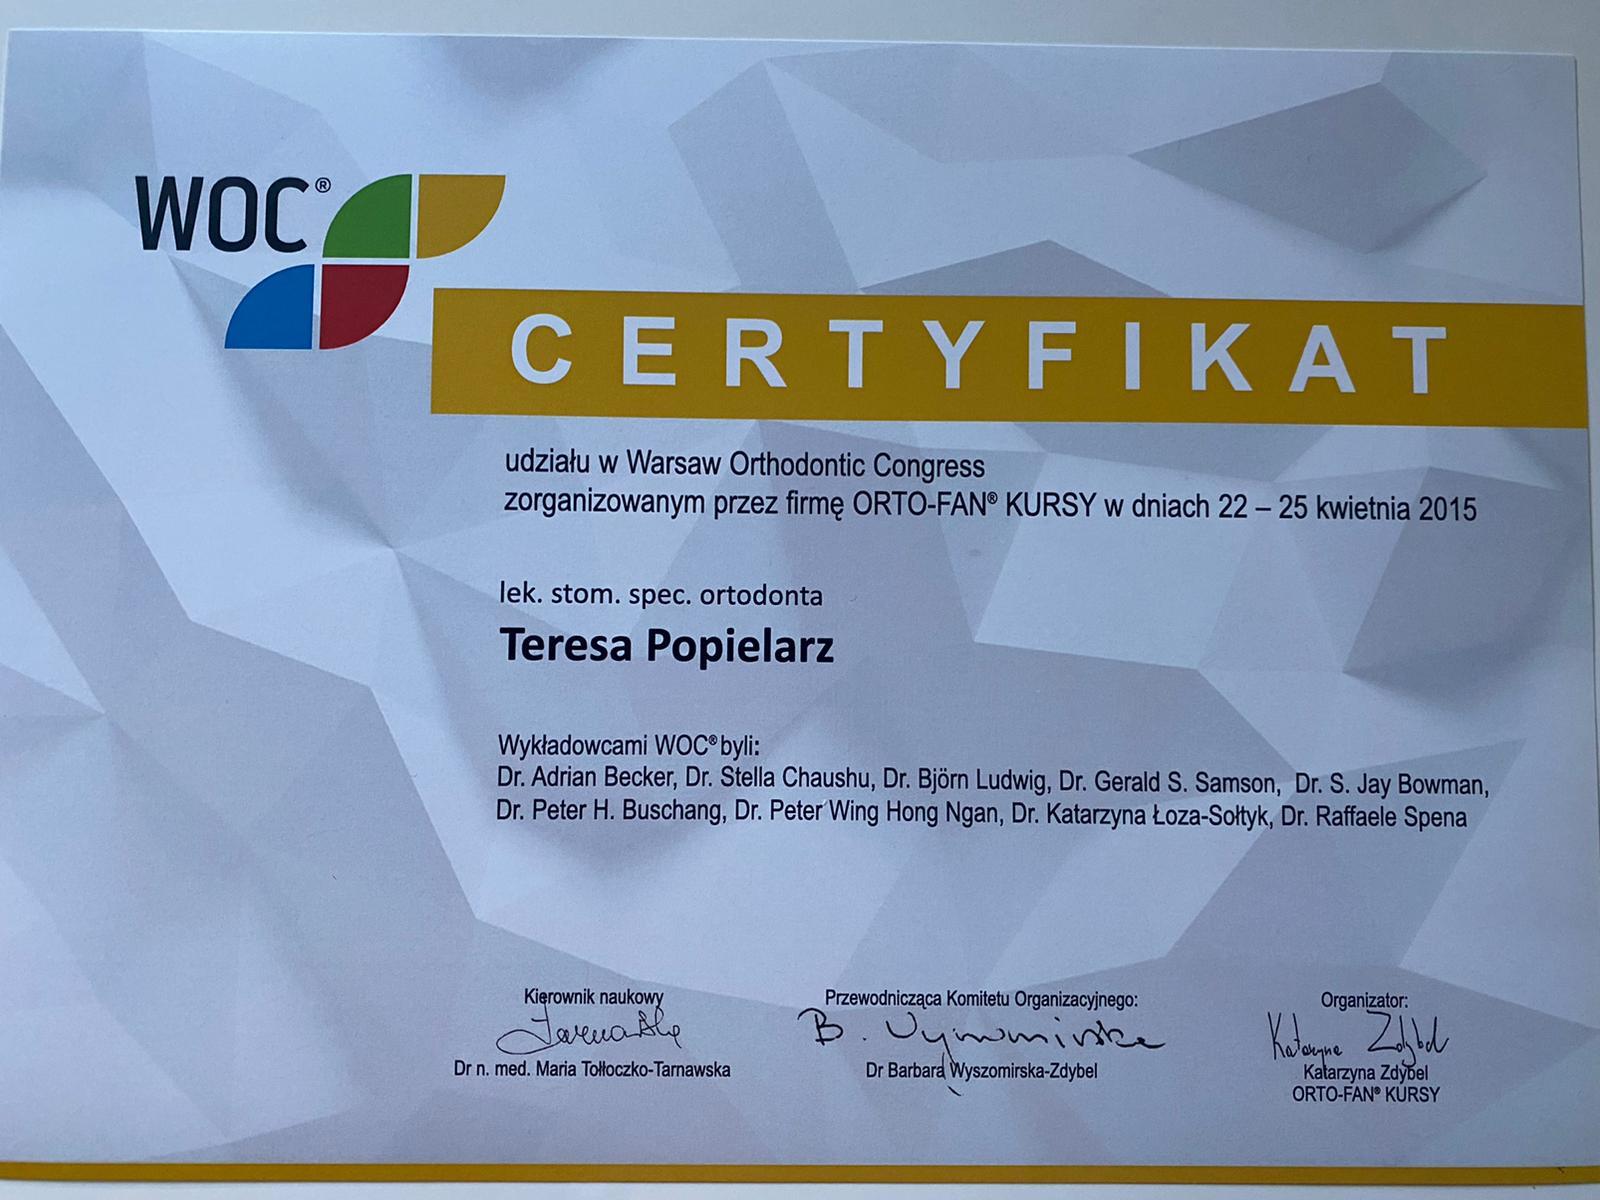 WOC®
CERTYFIKAT
udziału w Warsaw Orthodontic Congress
zorganizowanym przez firmę ORTO-FAN® KURSY w dniach 22 – 25 kwietnia 2015
lek. stom. spec. ortodonta
Teresa Popielarz
Wykładowcami WOC® byli:
Dr. Adrian Becker, Dr. Stella Chaushu, Dr. Björn Ludwig, Dr. Gerald S. Samson, Dr. S. Jay Bowman,
Dr. Peter H. Buschang, Dr. Peter Wing Hong Ngan, Dr. Katarzyna Łoza-Sołtyk, Dr. Raffaele Spena
Kierownik naukowy
Dr n. med. Maria Tołłoczko-Tarnawska
Przewodnicząca Komitetu Organizacyjnego:
Dr Barbara Wyszomirska-Zdybel
Organizator:
Katarzyna Zdybel
Katarzyna Zdybel
ORTO-FAN® KURSY